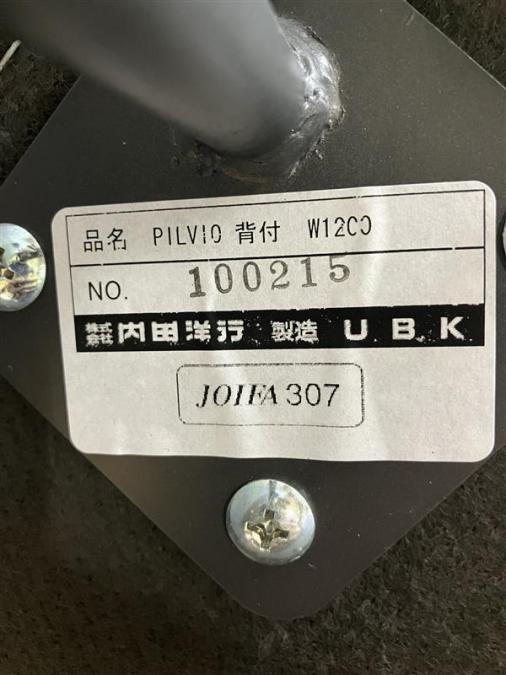 品名 PILVIO 背付 W1200
NO. 100215
株式会社 内田洋行 製造 U B K
JOIFA 307